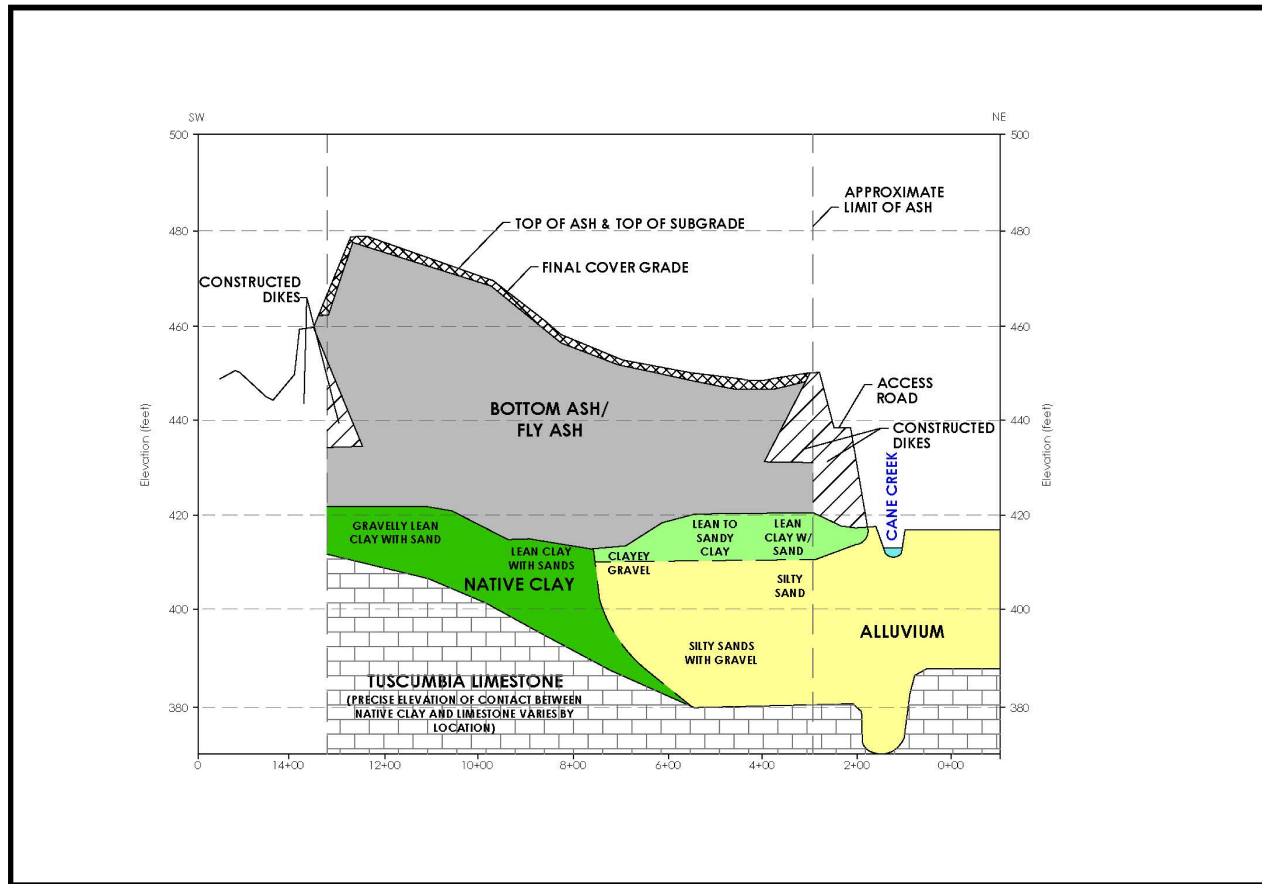 SW
NE
500
500
APPROXIMATE
LIMIT OF ASH
TOP OF ASH & TOP OF SUBGRADE
480
480
FINAL COVER GRADE
CONSTRUCTED
DIKES
460
460
ACCESS
ROAD
BOTTOM ASH/
FLY ASH
CONSTRUCTED
DIKES
440
440
Elevation (feet)
Elevation (feet)
CANE CREEK
420
420
GRAVELLY LEAN
CLAY WITH SAND
LEAN CLAY
WITH SANDS
NATIVE CLAY
CLAYEY
GRAVEL
LEAN TO
SANDY
CLAY
LEAN
CLAY W/
SAND
SILTY
SAND
400
400
ALLUVIUM
SILTY SANDS
WITH GRAVEL
TUSCUMBIA LIMESTONE
(PRECISE ELEVATION OF CONTACT BETWEEN
NATIVE CLAY AND LIMESTONE VARIES BY
LOCATION)
380
380
0
14+00
12+00
10+00
8+00
6+00
4+00
2+00
0+00